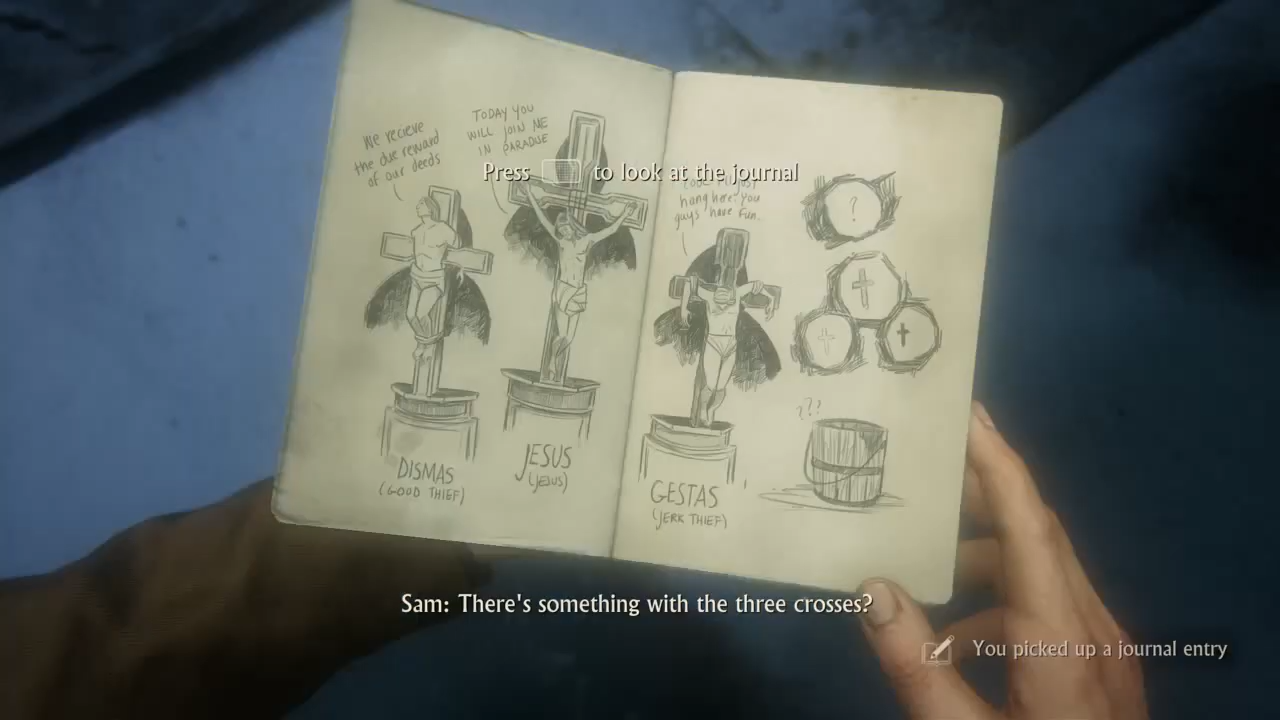 We recieve
the due reward
of our deeds
TODAY YOU
WILL JOIN ME
IN PARADISE
Press to look at the journal
hang here. You
guys have fun.
?
DISMAS
(GOOD THIEF)
JESUS
(JESUS)
GESTAS
(JERK THIEF)
???
Sam: There's something with the three crosses?
You picked up a journal entry